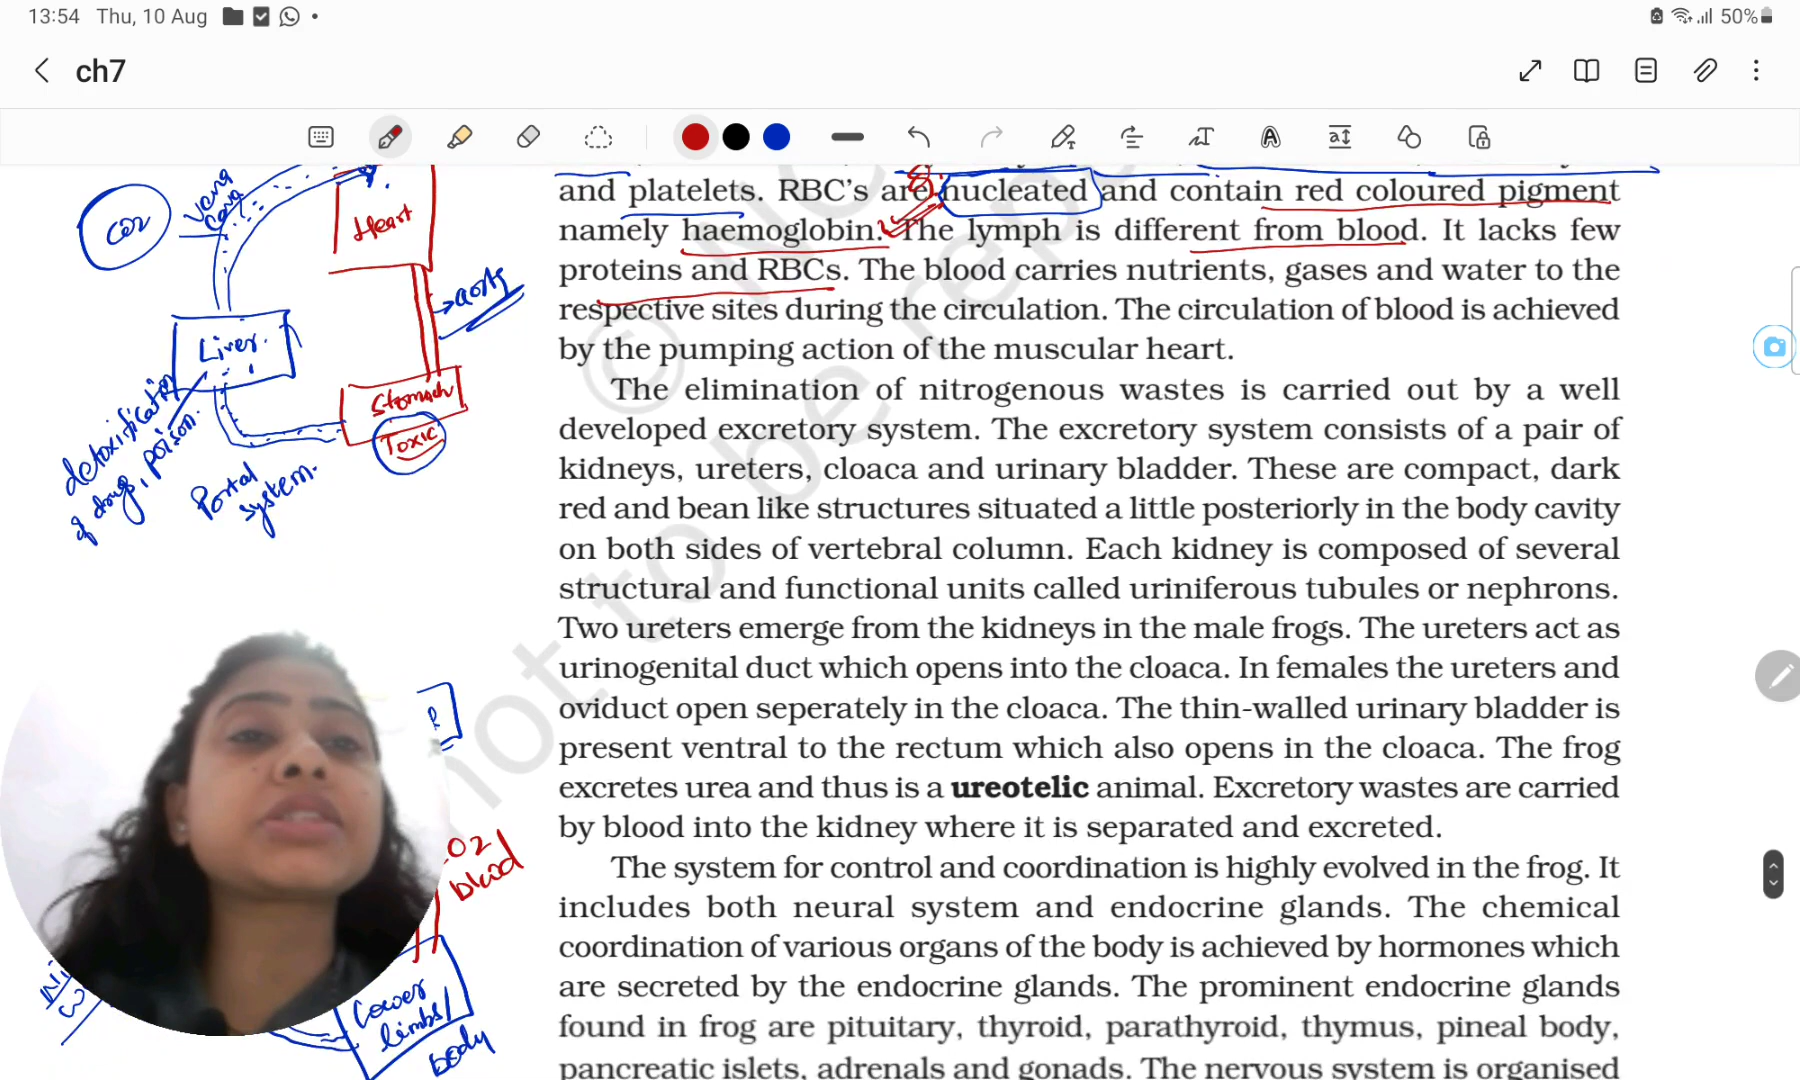 13:54 Thu, 10 Aug
50%
ch7
CO2
vena
cava
Heart
aorta
Liver
Stomach
Toxic
detoxification
of drug, poison.
Portal
system.
R
O2
blood
Lower
limbs/
body
and platelets. RBC’s are nucleated and contain red coloured pigment
namely haemoglobin. The lymph is different from blood. It lacks few
proteins and RBCs. The blood carries nutrients, gases and water to the
respective sites during the circulation. The circulation of blood is achieved
by the pumping action of the muscular heart.
The elimination of nitrogenous wastes is carried out by a well
developed excretory system. The excretory system consists of a pair of
kidneys, ureters, cloaca and urinary bladder. These are compact, dark
red and bean like structures situated a little posteriorly in the body cavity
on both sides of vertebral column. Each kidney is composed of several
structural and functional units called uriniferous tubules or nephrons.
Two ureters emerge from the kidneys in the male frogs. The ureters act as
urinogenital duct which opens into the cloaca. In females the ureters and
oviduct open seperately in the cloaca. The thin-walled urinary bladder is
present ventral to the rectum which also opens in the cloaca. The frog
excretes urea and thus is a ureotelic animal. Excretory wastes are carried
by blood into the kidney where it is separated and excreted.
The system for control and coordination is highly evolved in the frog. It
includes both neural system and endocrine glands. The chemical
coordination of various organs of the body is achieved by hormones which
are secreted by the endocrine glands. The prominent endocrine glands
found in frog are pituitary, thyroid, parathyroid, thymus, pineal body,
pancreatic islets, adrenals and gonads. The nervous system is organised
© NC
not to be rep